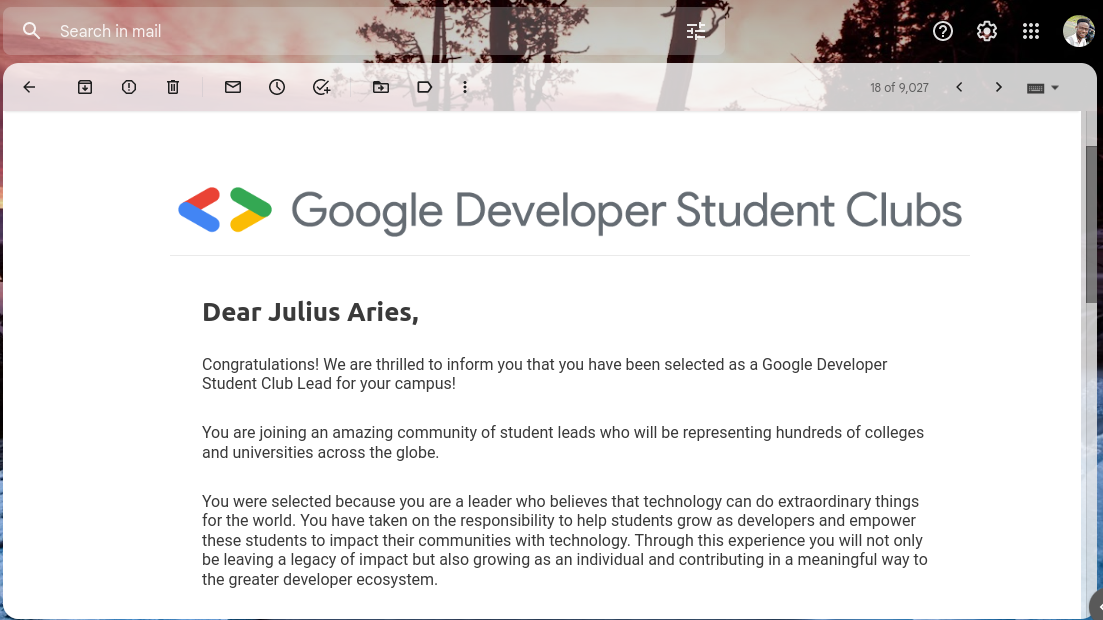 Search in mail
18 of 9,027
Google Developer Student Clubs
Dear Julius Aries,
Congratulations! We are thrilled to inform you that you have been selected as a Google Developer
Student Club Lead for your campus!
You are joining an amazing community of student leads who will be representing hundreds of colleges
and universities across the globe.
You were selected because you are a leader who believes that technology can do extraordinary things
for the world. You have taken on the responsibility to help students grow as developers and empower
these students to impact their communities with technology. Through this experience you will not only
be leaving a legacy of impact but also growing as an individual and contributing in a meaningful way to
the greater developer ecosystem.